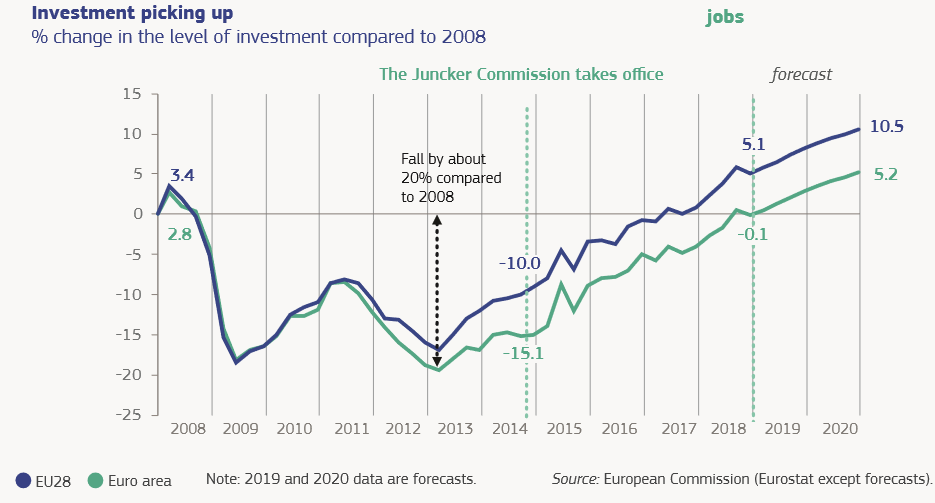 Investment picking up
jobs
% change in the level of investment compared to 2008
The Juncker Commission takes office
forecast
15
10
5
0
-5
-10
-15
-20
-25
3.4
2.8
Fall by about
20% compared
to 2008
-10.0
-15.1
5.1
-0.1
10.5
5.2
2008 2009 2010 2011 2012 2013 2014 2015 2016 2017 2018 2019 2020
EU28 Euro area Note: 2019 and 2020 data are forecasts. Source: European Commission (Eurostat except forecasts).